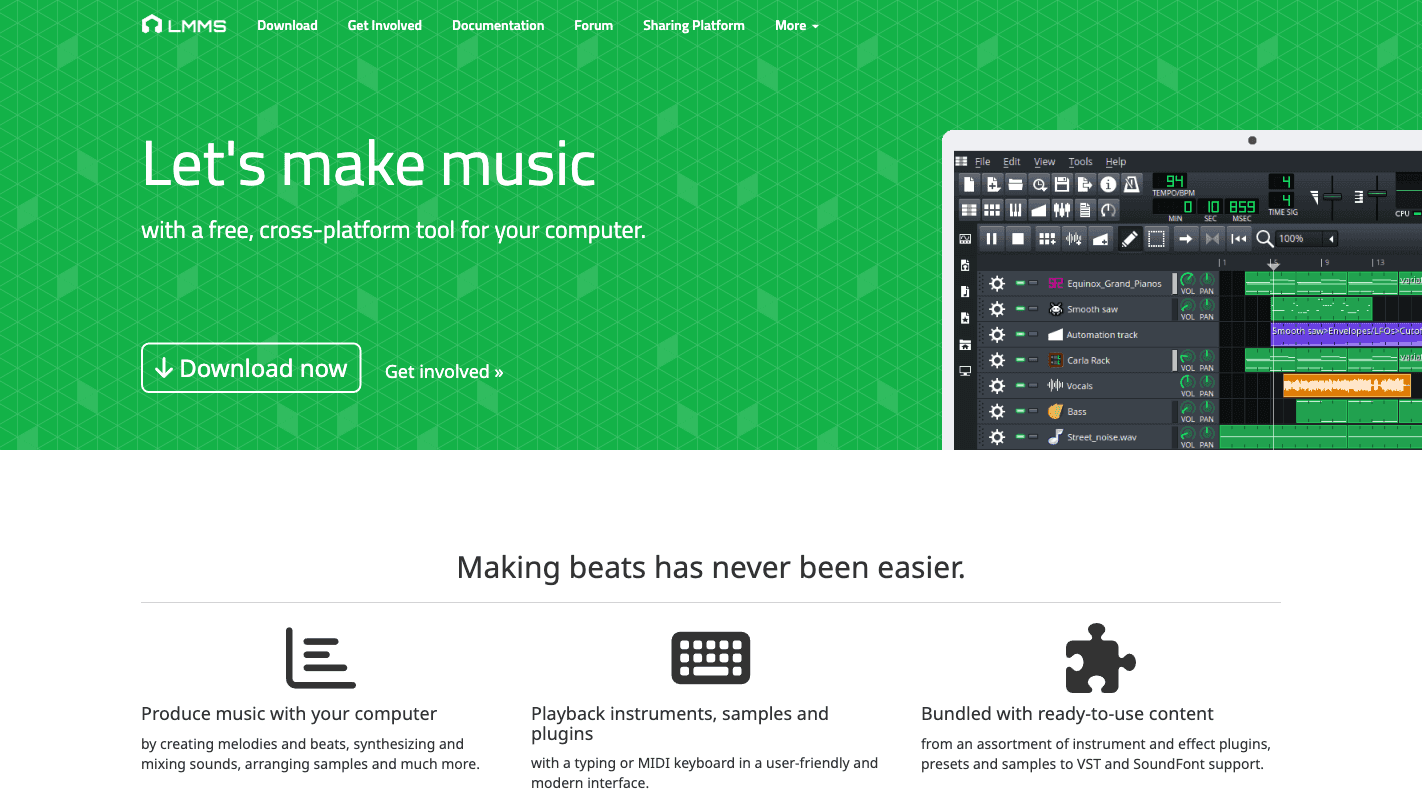 LMMS
Download
Get Involved
Documentation
Forum
Sharing Platform
More
Let's make music
with a free, cross-platform tool for your computer.
Download now
Get involved »
File Edit View Tools Help
94
TEMPO/BPM
0 10 859
MIN SEC MSEC
4
4
TIME SIG
CPU
100%
1 5 9 13
Equinox_Grand_Pianos
VOL PAN
Smooth saw
VOL PAN
Automation track
Smooth saw>Envelopes/LFOs>Cutof
Carla Rack
VOL PAN
Vocals
VOL PAN
Bass
VOL PAN
Street_noise.wav
VOL PAN
Making beats has never been easier.
Produce music with your computer
by creating melodies and beats, synthesizing and
mixing sounds, arranging samples and much more.
Playback instruments, samples and
plugins
with a typing or MIDI keyboard in a user-friendly and
modern interface.
Bundled with ready-to-use content
from an assortment of instrument and effect plugins,
presets and samples to VST and SoundFont support.